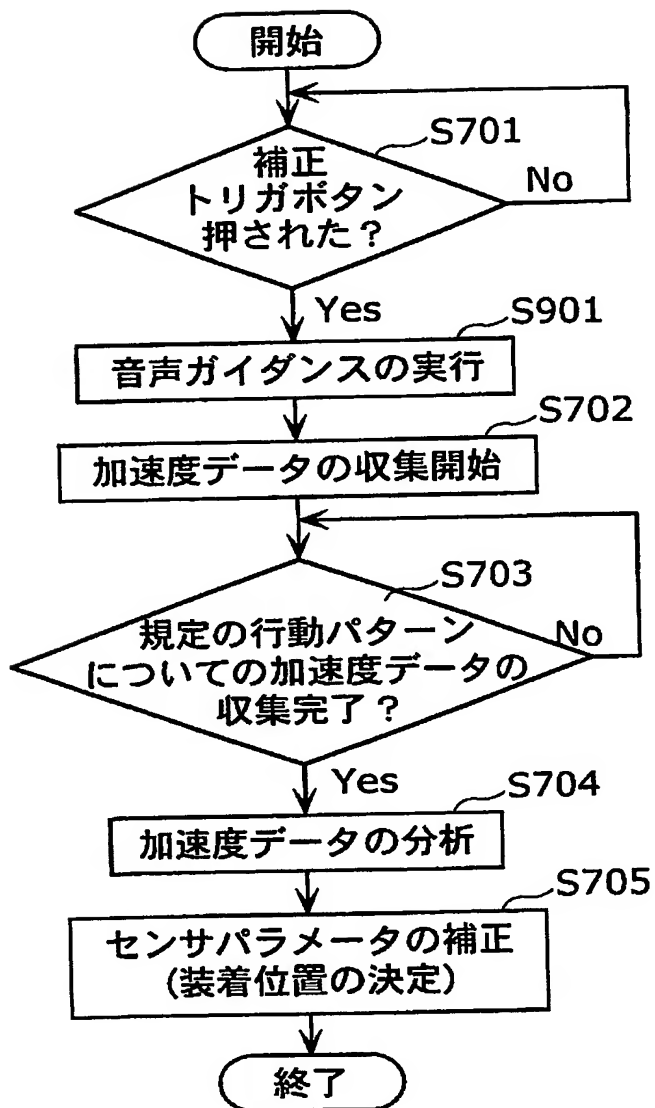 開始
S701
補正
トリガボタン
押された？
No
Yes
S901
音声ガイダンスの実行
S702
加速度データの収集開始
S703
規定の行動パターン
についての加速度データの
収集完了？
No
Yes
S704
加速度データの分析
S705
センサパラメータの補正
(装着位置の決定)
終了